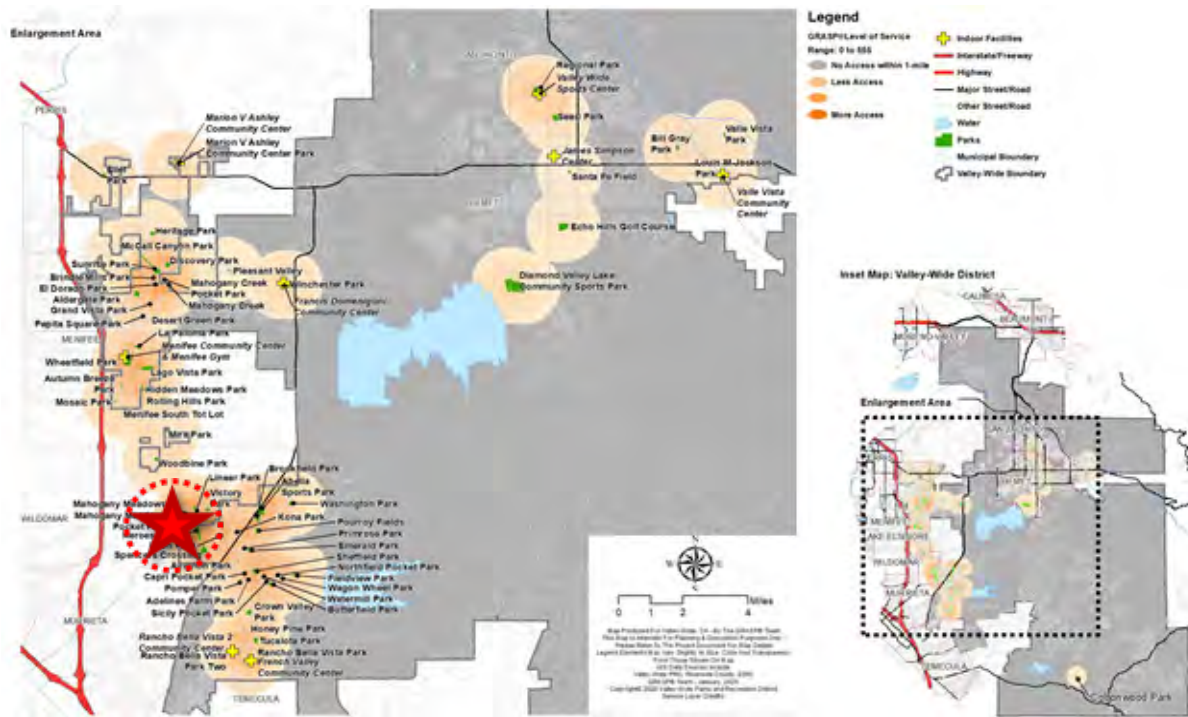 Enlargement Area
PERRIS
Marion V Ashley
Community Center
Marion V Ashley
Community Center Park
Park
Heritage Park
McCall Canyon Park
Sunrise Park
Discovery Park
Brindle Mills Park
El Dorado Park
Mahogany Creek
Pocket Park
Aldergate Park
Grand Vista Park
Mahogany Creek
Pepita Square Park
Desert Green Park
La Paloma Park
MENIFEE
Menifee Community Center
& Menifee Gym
Wheatfield Park
Lago Vista Park
Autumn Breeze
Park
Hidden Meadows Park
Mosaic Park
Rolling Hills Park
Menifee South Tot Lot
Mira Park
Woodbine Park
Pleasant Valley
Winchester Park
Francis Domenigoni
Community Center
Regional Park
Valley Wide
Sports Center
Seed Park
James Simpson
Center
Santa Fe Field
HEMET
Echo Hills Golf Course
Diamond Valley Lake
Community Sports Park
Bill Gray
Park
Valle Vista
Park
Louis M Jackson
Park
Valle Vista
Community
Center
Linear Park
Brookfield Park
Abelia
Sports Park
Victory
Park
Washington Park
Mahogany Meadow
Kona Park
Pourroy Fields
Primrose Park
Emerald Park
Sheffield Park
Northfield Pocket Park
Fieldview Park
Wagon Wheel Park
Watermill Park
Butterfield Park
WILDOMAR
Capri Pocket Park
Pomper Park
Adelines Farm Park
Sicily Pocket Park
Crown Valley
Park
MURRIETA
Honey Pine Park
Tucalota Park
Rancho Bella Vista 2
Community Center
Rancho Bella Vista
Park Two
Rancho Bella Vista Park
French Valley
Community Center
TEMECULA
N
W
E
S
0
1
2
4
Miles
Legend
GRASP® Level of Service
Range: 0 to 655
No Access within 1-mile
Less Access
More Access
Indoor Facilities
Interstate/Freeway
Highway
Major Street/Road
Other Street/Road
Water
Parks
Municipal Boundary
Valley-Wide Boundary
Inset Map: Valley-Wide District
CALIMESA
BEAUMONT
MORENO VALLEY
Enlargement Area
SAN JACINTO
PERRIS
HEMET
MENIFEE
LAKE ELSINORE
WILDOMAR
MURRIETA
TEMECULA
Cottonwood Park